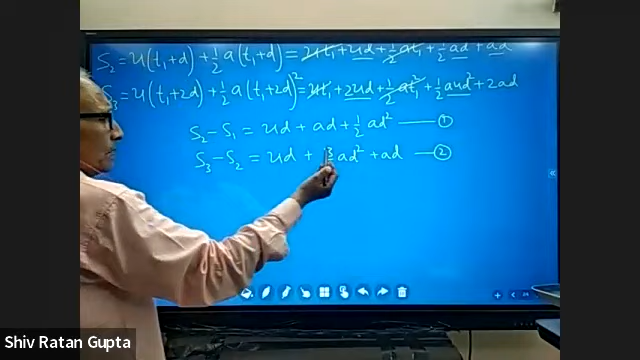 S₂ = u(t₁+d) + ½ a(t₁+d) = ut₁ + ud + ½ at₁ + ½ ad + ad
S₃ = u(t₁+2d) + ½ a(t₁+2d)² = ut₁ + 2ud + ½ at₁² + ½ aud² + 2ad
S₂ - S₁ = ud + ad + ½ ad² — ①
S₃ - S₂ = ud + 3/2 ad² + ad — ②
Shiv Ratan Gupta